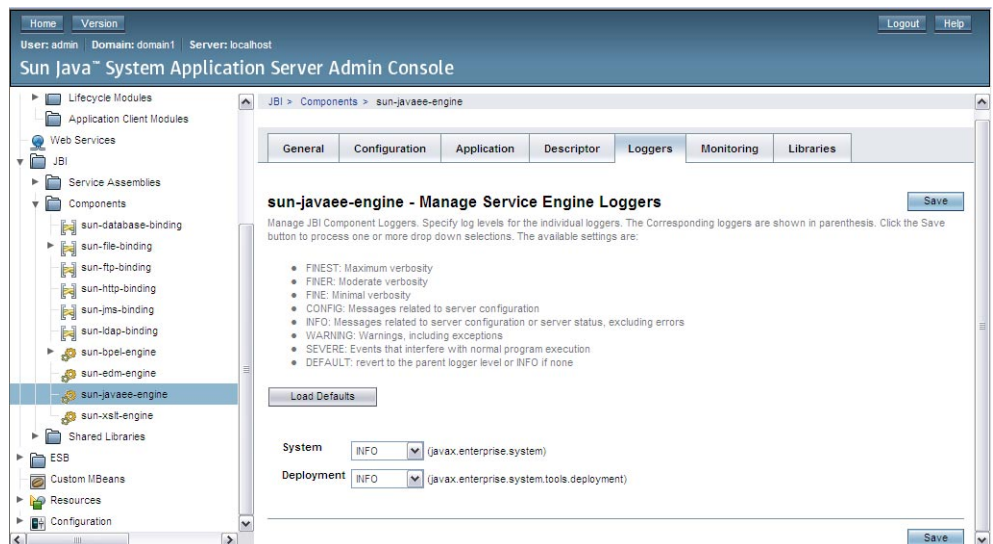 Home Version
Logout Help
User: admin Domain: domain1 Server: localhost
Sun Java™ System Application Server Admin Console
Lifecycle Modules
Application Client Modules
Web Services
JBI
Service Assemblies
Components
sun-database-binding
sun-file-binding
sun-ftp-binding
sun-http-binding
sun-jms-binding
sun-ldap-binding
sun-bpel-engine
sun-edm-engine
sun-javaee-engine
sun-xslt-engine
Shared Libraries
ESB
Custom MBeans
Resources
Configuration
JBI > Components > sun-javaee-engine
General Configuration Application Descriptor Loggers Monitoring Libraries
sun-javaee-engine - Manage Service Engine Loggers
Save
Manage JBI Component Loggers. Specify log levels for the individual loggers. The Corresponding loggers are shown in parenthesis. Click the Save
button to process one or more drop down selections. The available settings are:
FINEST: Maximum verbosity
FINER: Moderate verbosity
FINE: Minimal verbosity
CONFIG: Messages related to server configuration
INFO: Messages related to server configuration or server status, excluding errors
WARNING: Warnings, including exceptions
SEVERE: Events that interfere with normal program execution
DEFAULT: revert to the parent logger level or INFO if none
Load Defaults
System INFO (javax.enterprise.system)
Deployment INFO (javax.enterprise.system.tools.deployment)
Save